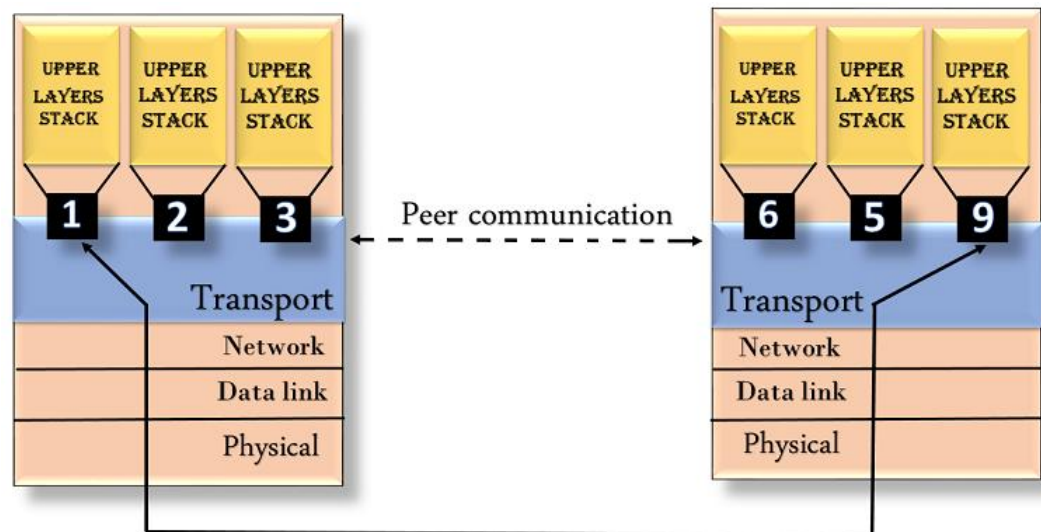 UPPER
LAYERS
STACK
UPPER
LAYERS
STACK
UPPER
LAYERS
STACK
1
2
3
Transport
Network
Data link
Physical
Peer communication
UPPER
LAYERS
STACK
UPPER
LAYERS
STACK
UPPER
LAYERS
STACK
6
5
9
Transport
Network
Data link
Physical